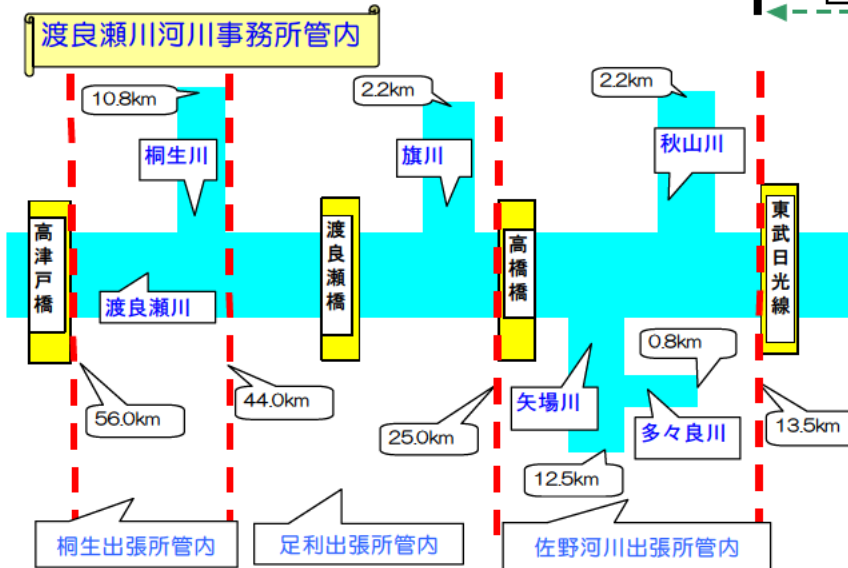 渡良瀬川河川事務所管内
10.8km
2.2km
2.2km
桐生川
旗川
秋山川
高津戸橋
渡良瀬橋
高橋橋
東武日光線
渡良瀬川
0.8km
56.0km
44.0km
25.0km
矢場川
多々良川
13.5km
12.5km
桐生出張所管内
足利出張所管内
佐野河川出張所管内